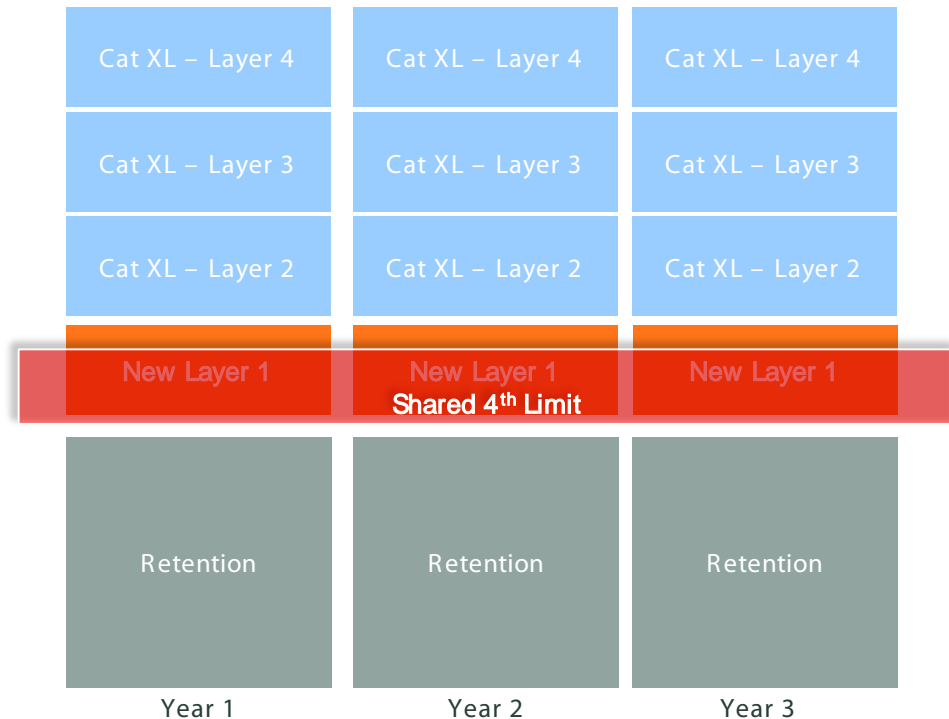 Cat XL – Layer 4 Cat XL – Layer 4 Cat XL – Layer 4
Cat XL – Layer 3 Cat XL – Layer 3 Cat XL – Layer 3
Cat XL – Layer 2 Cat XL – Layer 2 Cat XL – Layer 2
New Layer 1 New Layer 1 New Layer 1
Shared 4th Limit
Retention Retention Retention
Year 1 Year 2 Year 3